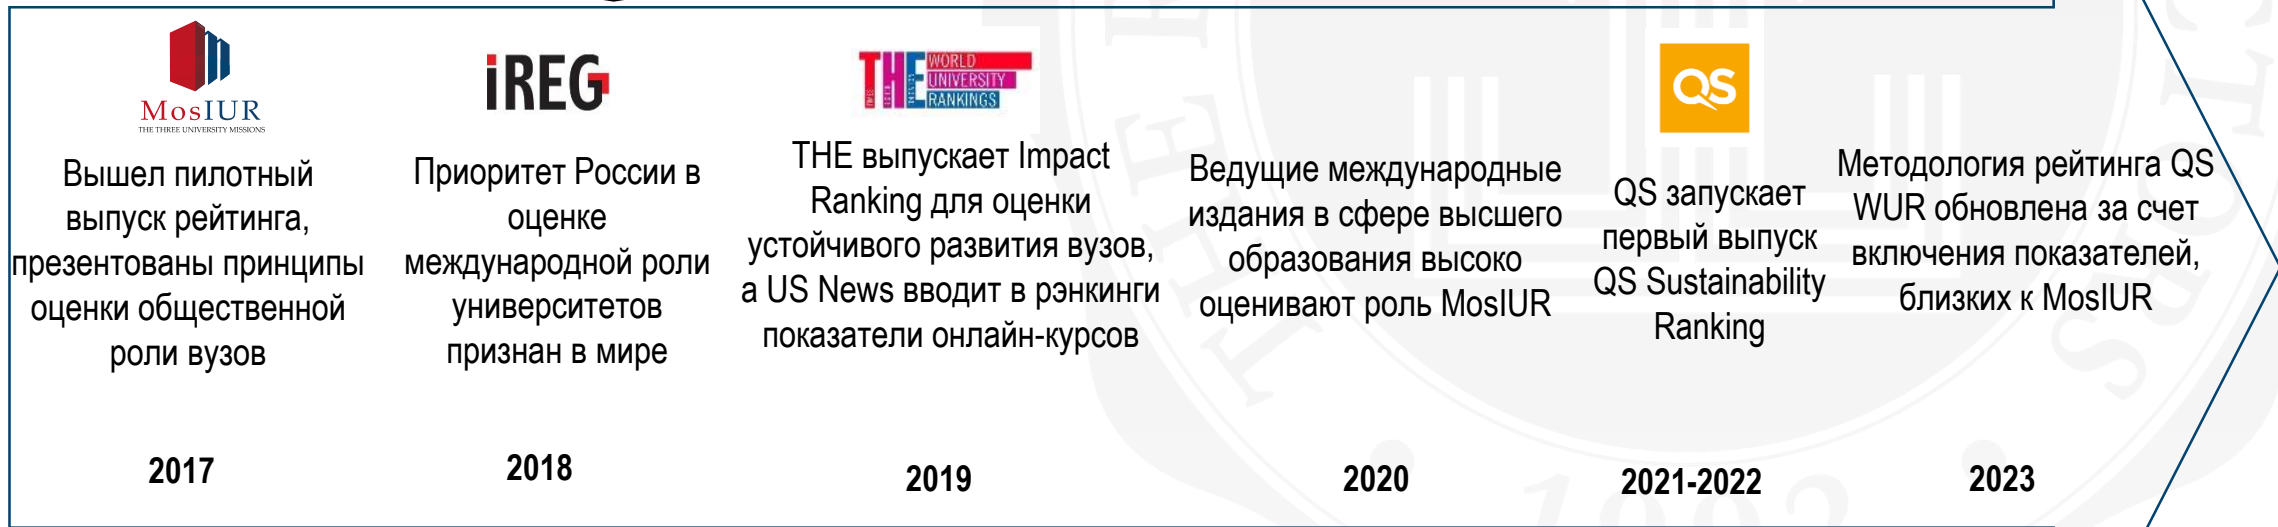 MosIUR
THE THREE UNIVERSITY MISSIONS
Вышел пилотный
выпуск рейтинга,
презентованы принципы
оценки общественной
роли вузов
2017
iREG
Приоритет России в
оценке
международной роли
университетов
признан в мире
2018
THE WORLD
UNIVERSITY
RANKINGS
THE выпускает Impact
Ranking для оценки
устойчивого развития вузов,
а US News вводит в рэнкинги
показатели онлайн-курсов
2019
Ведущие международные
издания в сфере высшего
образования высоко
оценивают роль MosIUR
2020
QS
QS запускает
первый выпуск
QS Sustainability
Ranking
2021-2022
Методология рейтинга QS
WUR обновлена за счет
включения показателей,
близких к MosIUR
2023